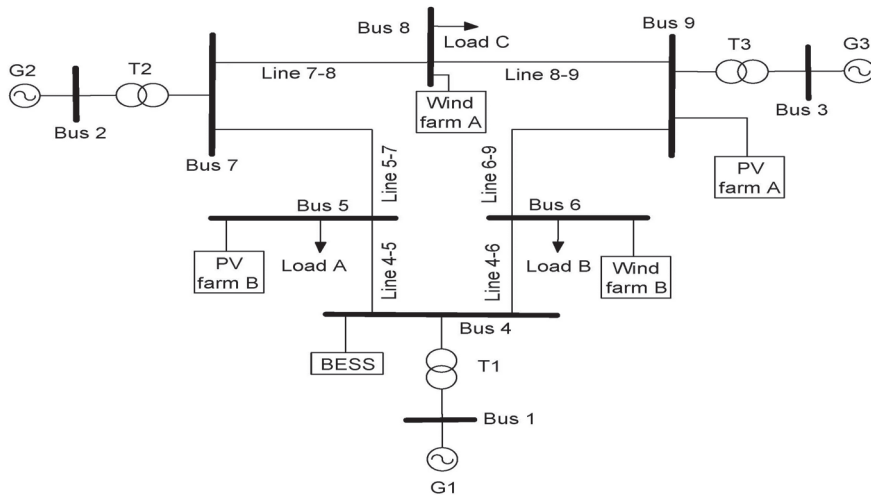 Bus 8
Load C
Bus 9
G2
T2
T3
G3
Line 7-8
Line 8-9
Wind
farm A
Bus 2
Bus 3
Bus 7
Line 5-7
Line 6-9
PV
farm A
Bus 5
Bus 6
PV
farm B
Load A
Line 4-5
Line 4-6
Load B
Wind
farm B
Bus 4
BESS
T1
Bus 1
G1